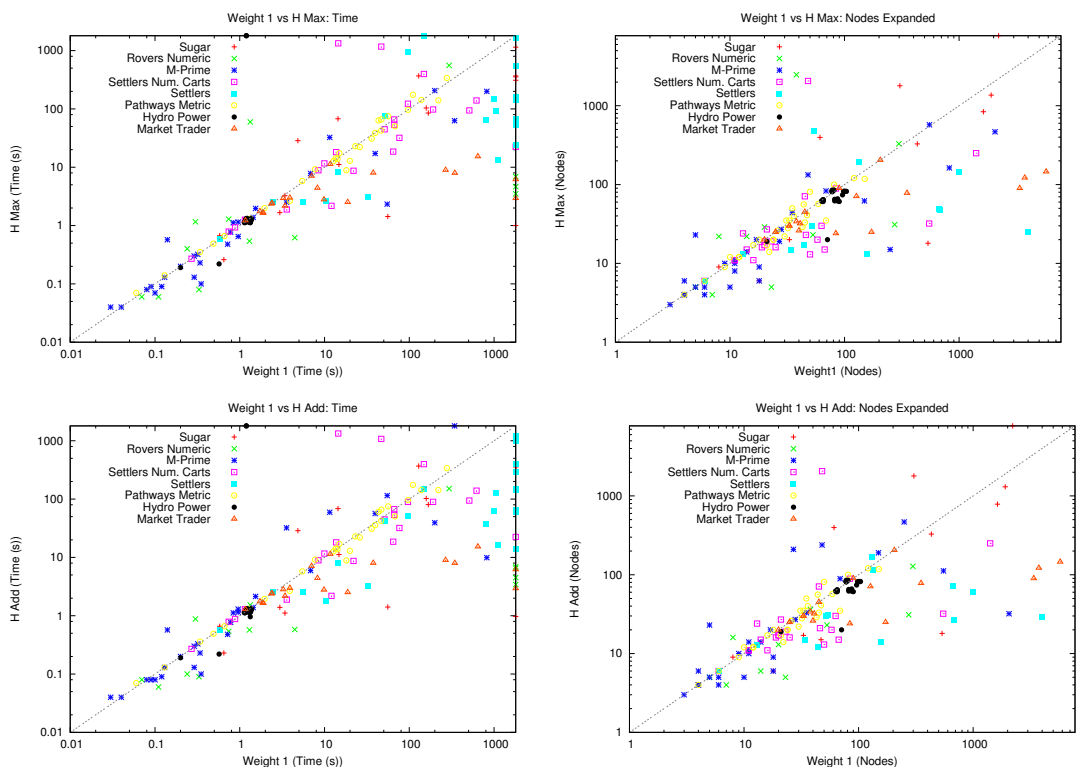 Weight 1 vs H Max: Time
1000
100
10
1
0.1
0.01
H Max (Time (s))
Sugar
Rovers Numeric
M-Prime
Settlers Num. Carts
Settlers
Pathways Metric
Hydro Power
Market Trader
0.01 0.1 1 10 100 1000
Weight 1 (Time (s))
Weight 1 vs H Max: Nodes Expanded
1000
100
10
1
H Max (Nodes)
Sugar
Rovers Numeric
M-Prime
Settlers Num. Carts
Settlers
Pathways Metric
Hydro Power
Market Trader
1 10 100 1000
Weight1 (Nodes)
Weight 1 vs H Add: Time
1000
100
10
1
0.1
0.01
H Add (Time (s))
Sugar
Rovers Numeric
M-Prime
Settlers Num. Carts
Settlers
Pathways Metric
Hydro Power
Market Trader
0.01 0.1 1 10 100 1000
Weight 1 (Time (s))
Weight 1 vs H Add: Nodes Expanded
1000
100
10
1
H Add (Nodes)
Sugar
Rovers Numeric
M-Prime
Settlers Num. Carts
Settlers
Pathways Metric
Hydro Power
Market Trader
1 10 100 1000
Weight 1 (Nodes)